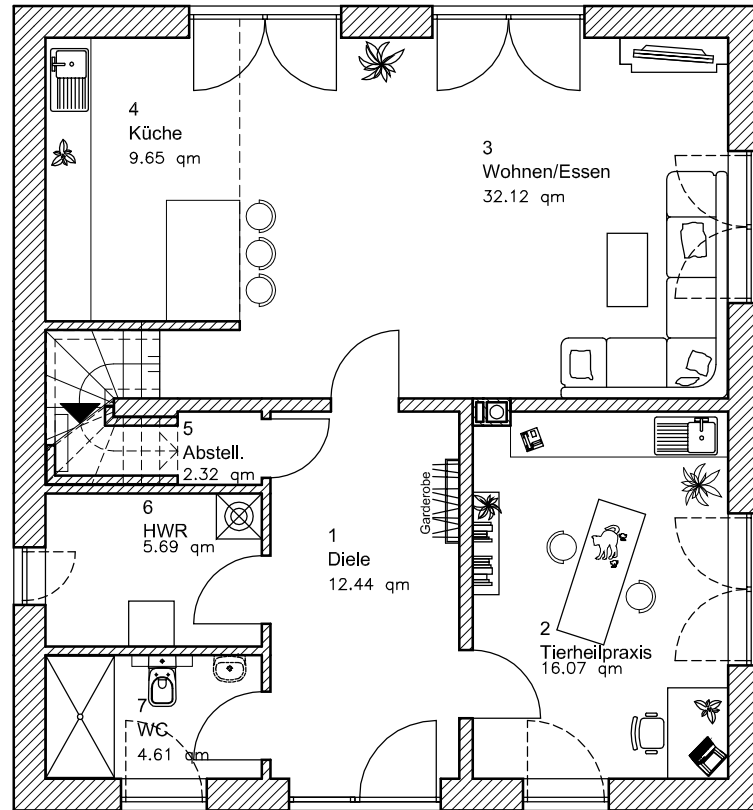 4
Küche
9.65 qm
3
Wohnen/Essen
32.12 qm
5
Abstell.
2.32 qm
Garderobe
6
HWR
5.69 qm
1
Diele
12.44 qm
2
Tierheilpraxis
16.07 qm
7
WC
4.61 qm